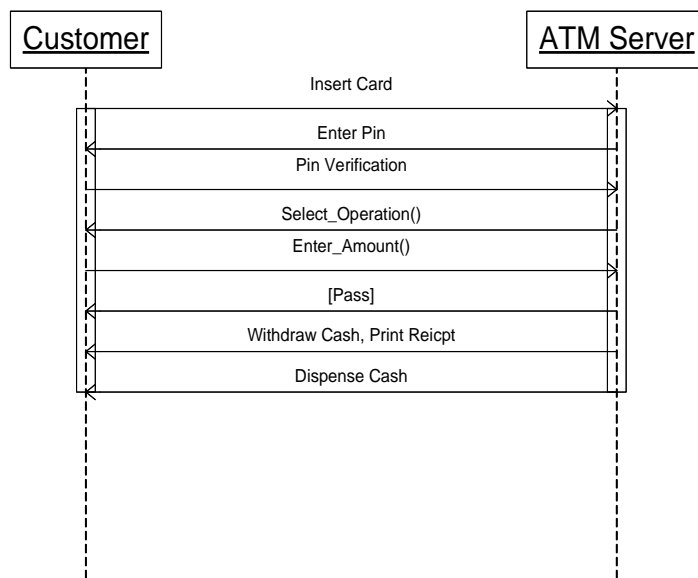 Customer
ATM Server
Insert Card
Enter Pin
Pin Verification
Select_Operation()
Enter_Amount()
[Pass]
Withdraw Cash, Print Reicpt
Dispense Cash